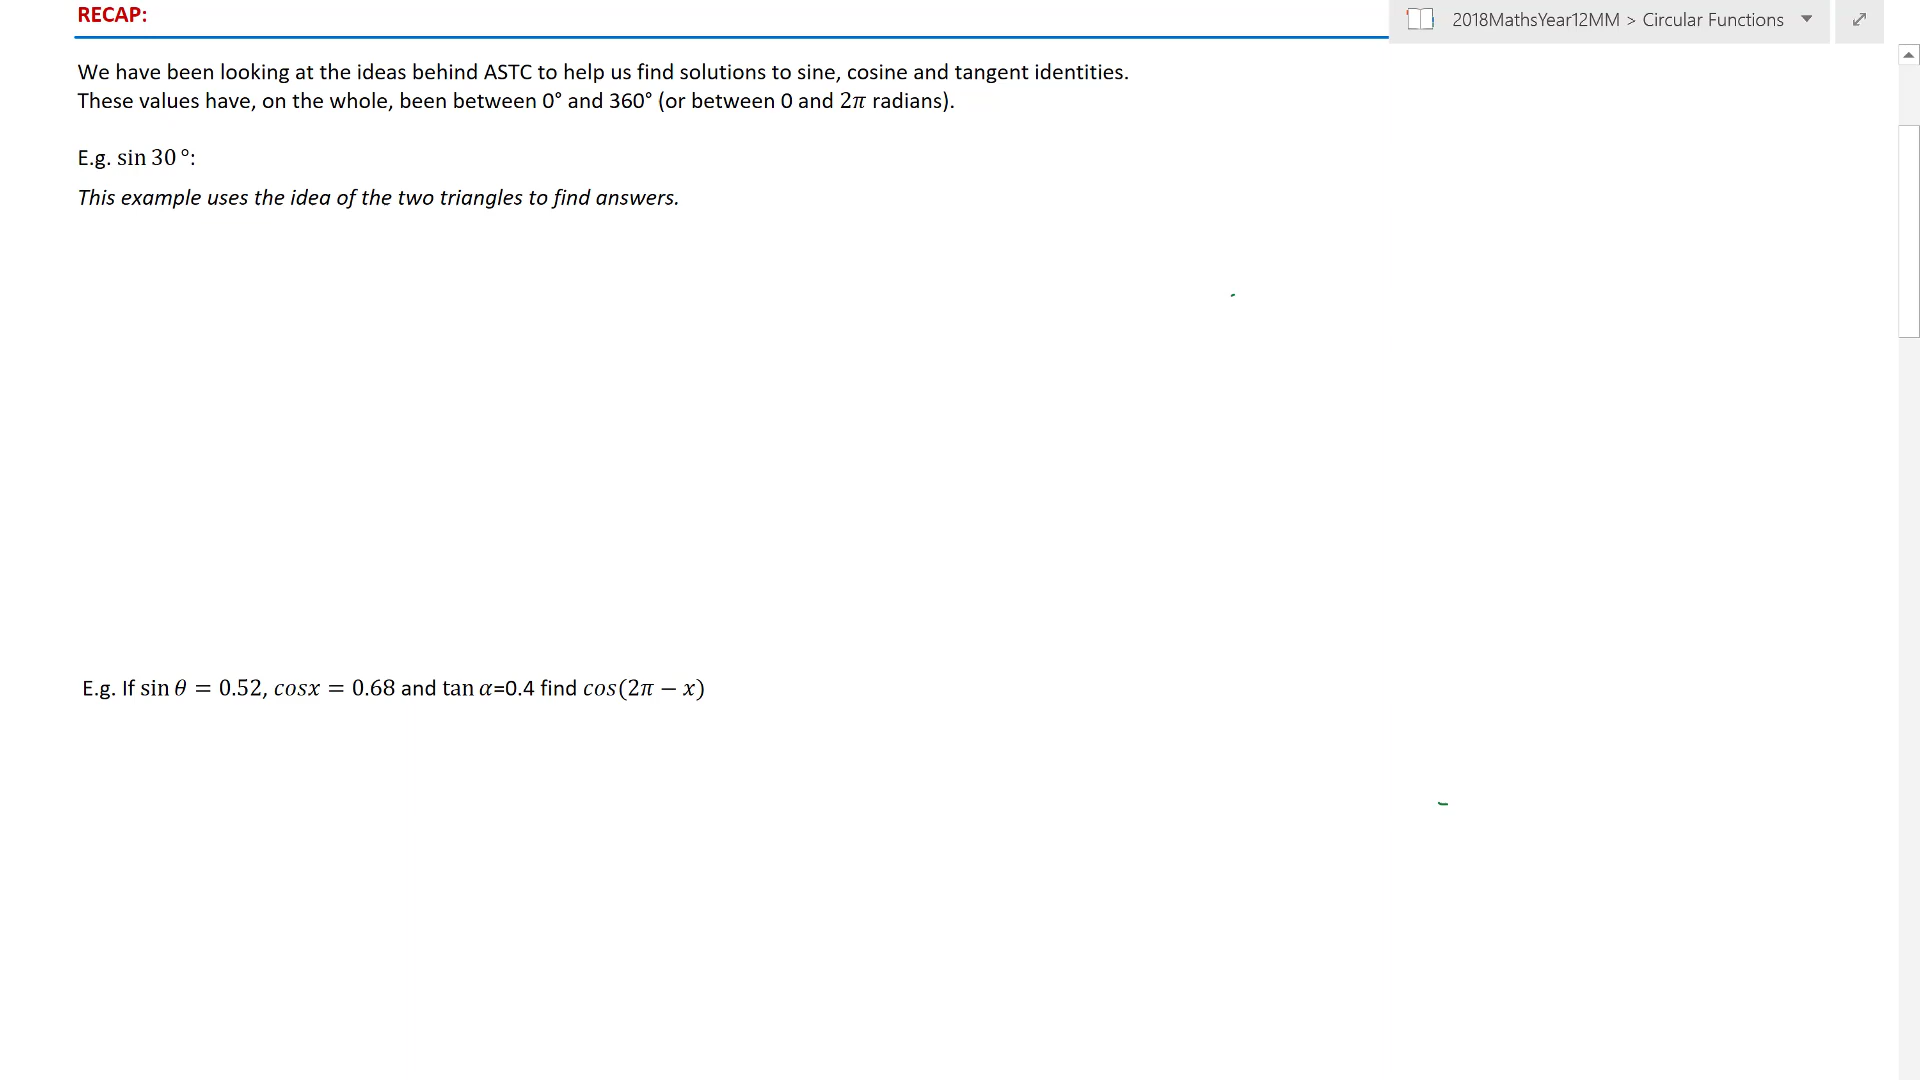 RECAP:
2018MathsYear12MM > Circular Functions
We have been looking at the ideas behind ASTC to help us find solutions to sine, cosine and tangent identities.
These values have, on the whole, been between 0° and 360° (or between 0 and 2π radians).
E.g. sin 30 °:
This example uses the idea of the two triangles to find answers.
E.g. If sin θ = 0.52, cosx = 0.68 and tan α=0.4 find cos(2π − x)